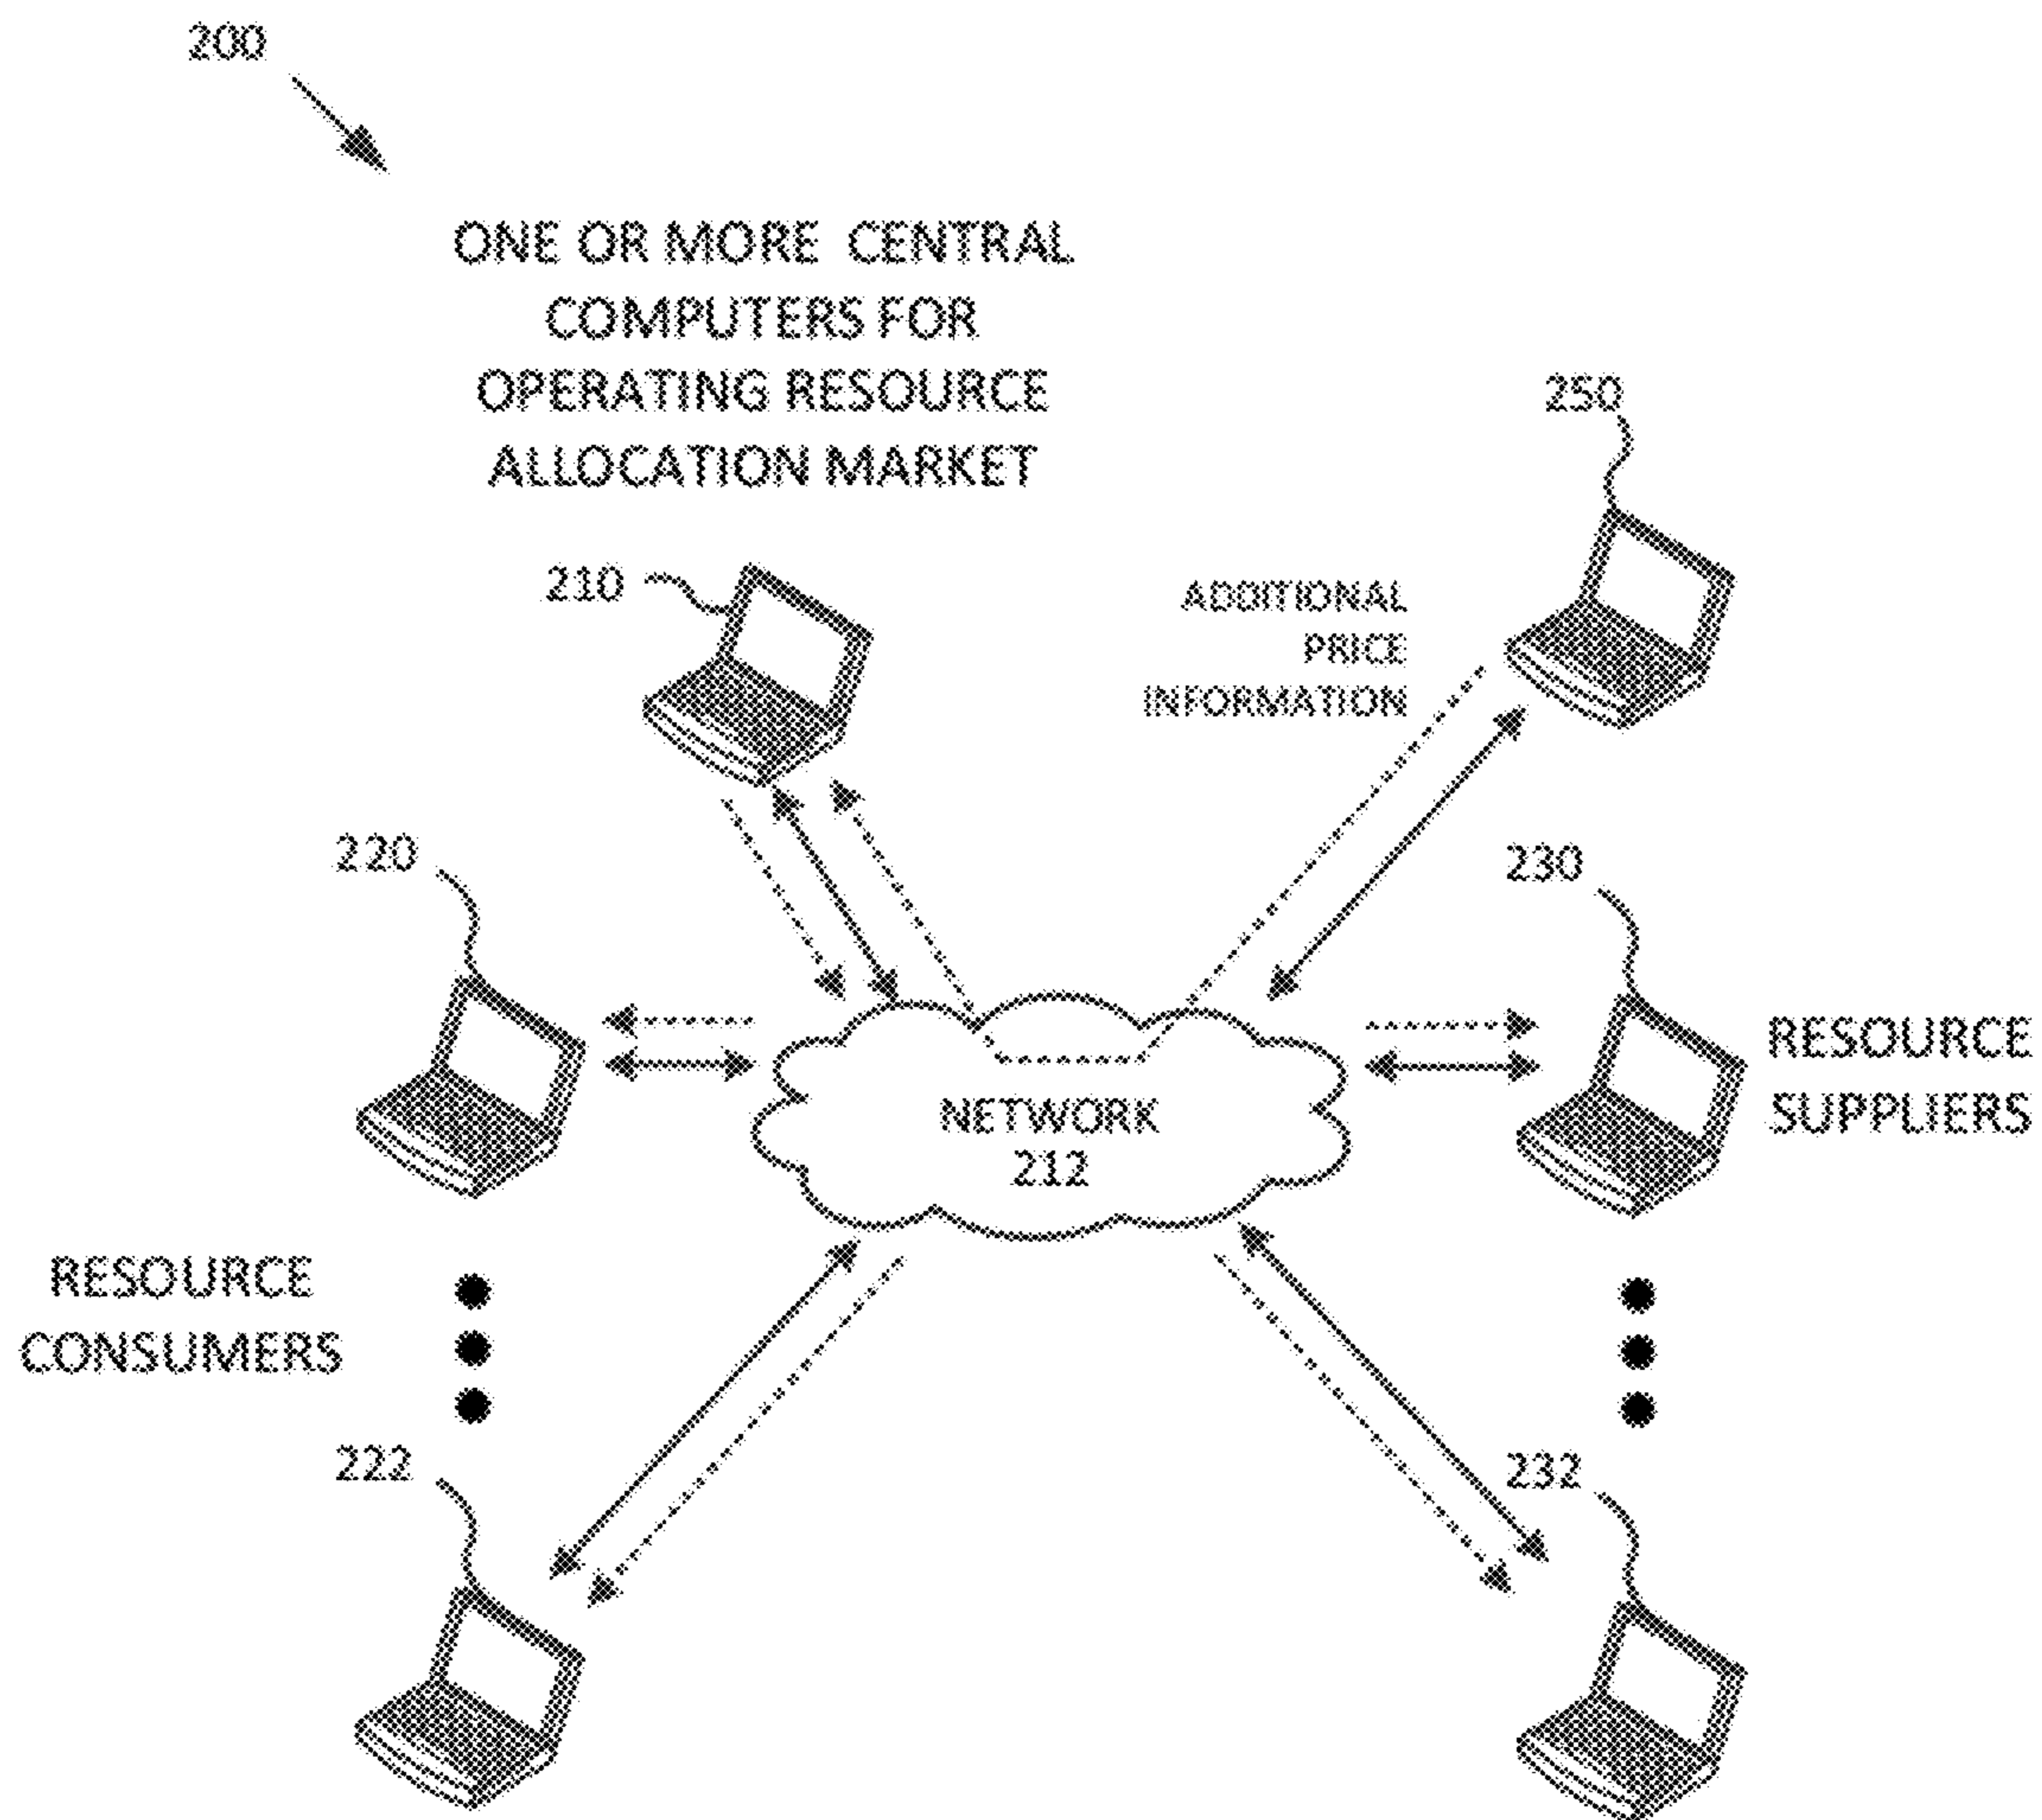 200
ONE OR MORE CENTRAL
COMPUTERS FOR
OPERATING RESOURCE
ALLOCATION MARKET
250
210
ADDITIONAL
PRICE
INFORMATION
220
230
RESOURCE
SUPPLIERS
NETWORK
212
RESOURCE
CONSUMERS
222
232